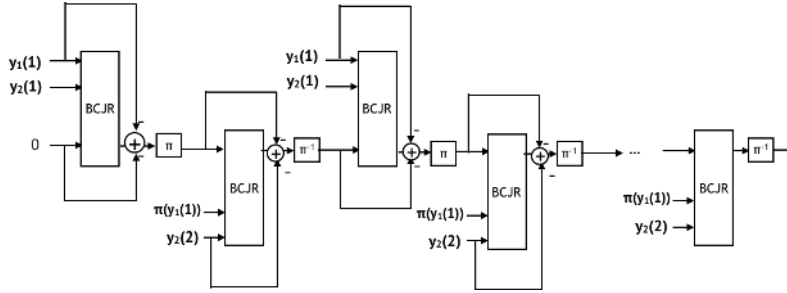 y₁(1)
y₂(1)
0
BCJR
-
+
-
π
BCJR
π(y₁(1))
y₂(2)
-
+
-
π⁻¹
y₁(1)
y₂(1)
BCJR
-
+
-
π
BCJR
π(y₁(1))
y₂(2)
-
+
-
π⁻¹
...
BCJR
π(y₁(1))
y₂(2)
π⁻¹